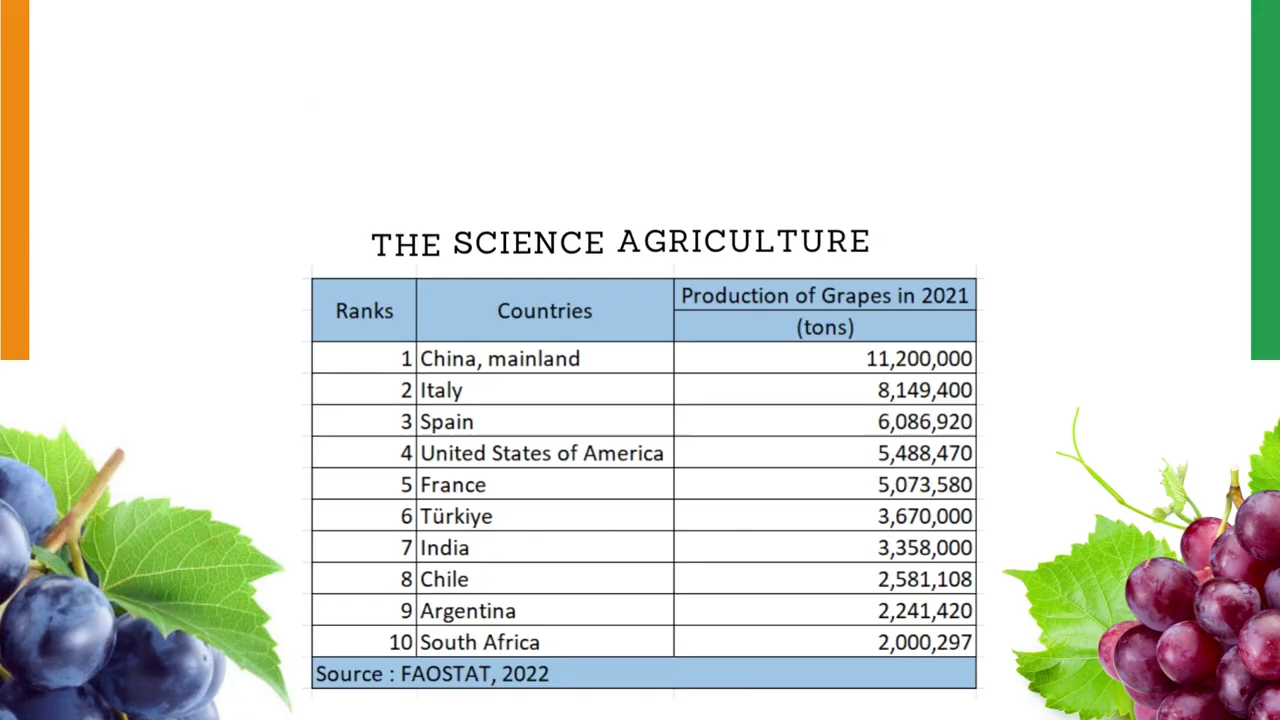 THE SCIENCE AGRICULTURE
Ranks Countries Production of Grapes in 2021
(tons)
1 China, mainland 11,200,000
2 Italy 8,149,400
3 Spain 6,086,920
4 United States of America 5,488,470
5 France 5,073,580
6 Türkiye 3,670,000
7 India 3,358,000
8 Chile 2,581,108
9 Argentina 2,241,420
10 South Africa 2,000,297
Source : FAOSTAT, 2022